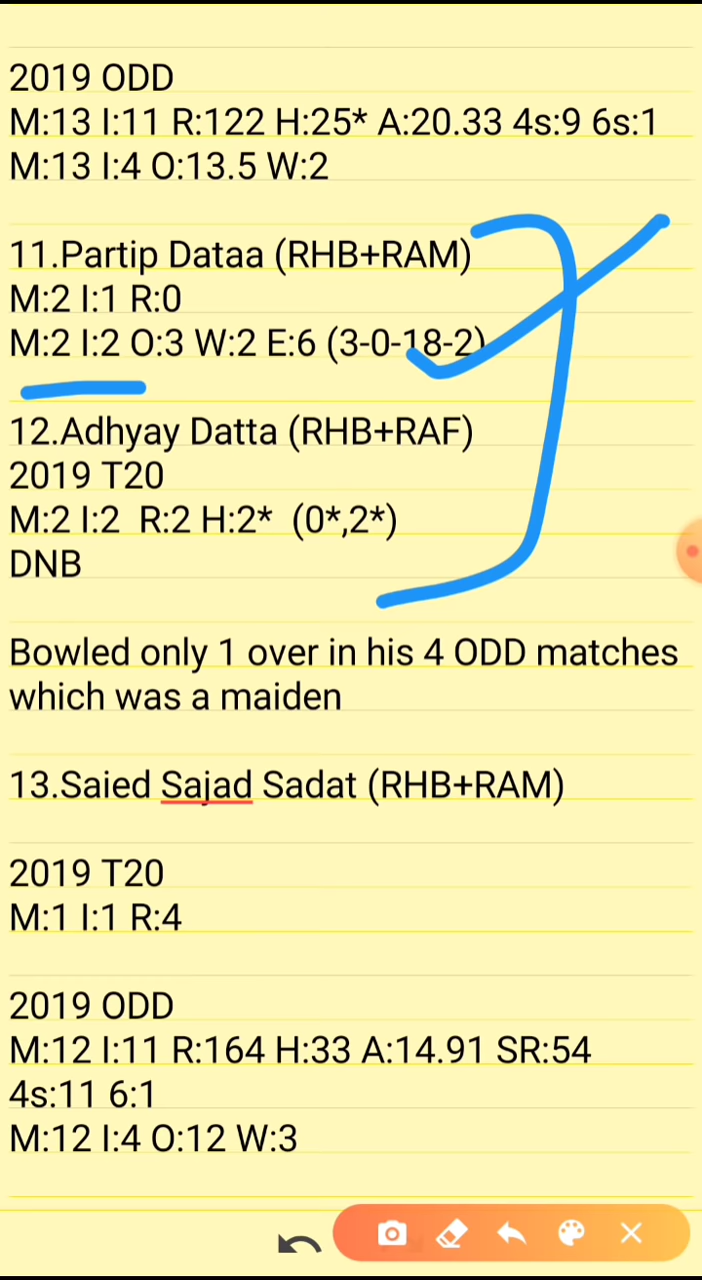 2019 ODD
M:13 I:11 R:122 H:25* A:20.33 4s:9 6s:1
M:13 I:4 O:13.5 W:2
11.Partip Dataa (RHB+RAM)
M:2 I:1 R:0
M:2 I:2 O:3 W:2 E:6 (3-0-18-2)
12.Adhyay Datta (RHB+RAF)
2019 T20
M:2 I:2  R:2 H:2*  (0*,2*)
DNB
Bowled only 1 over in his 4 ODD matches
which was a maiden
13.Saied Sajad Sadat (RHB+RAM)
2019 T20
M:1 I:1 R:4
2019 ODD
M:12 I:11 R:164 H:33 A:14.91 SR:54
4s:11 6:1
M:12 I:4 O:12 W:3